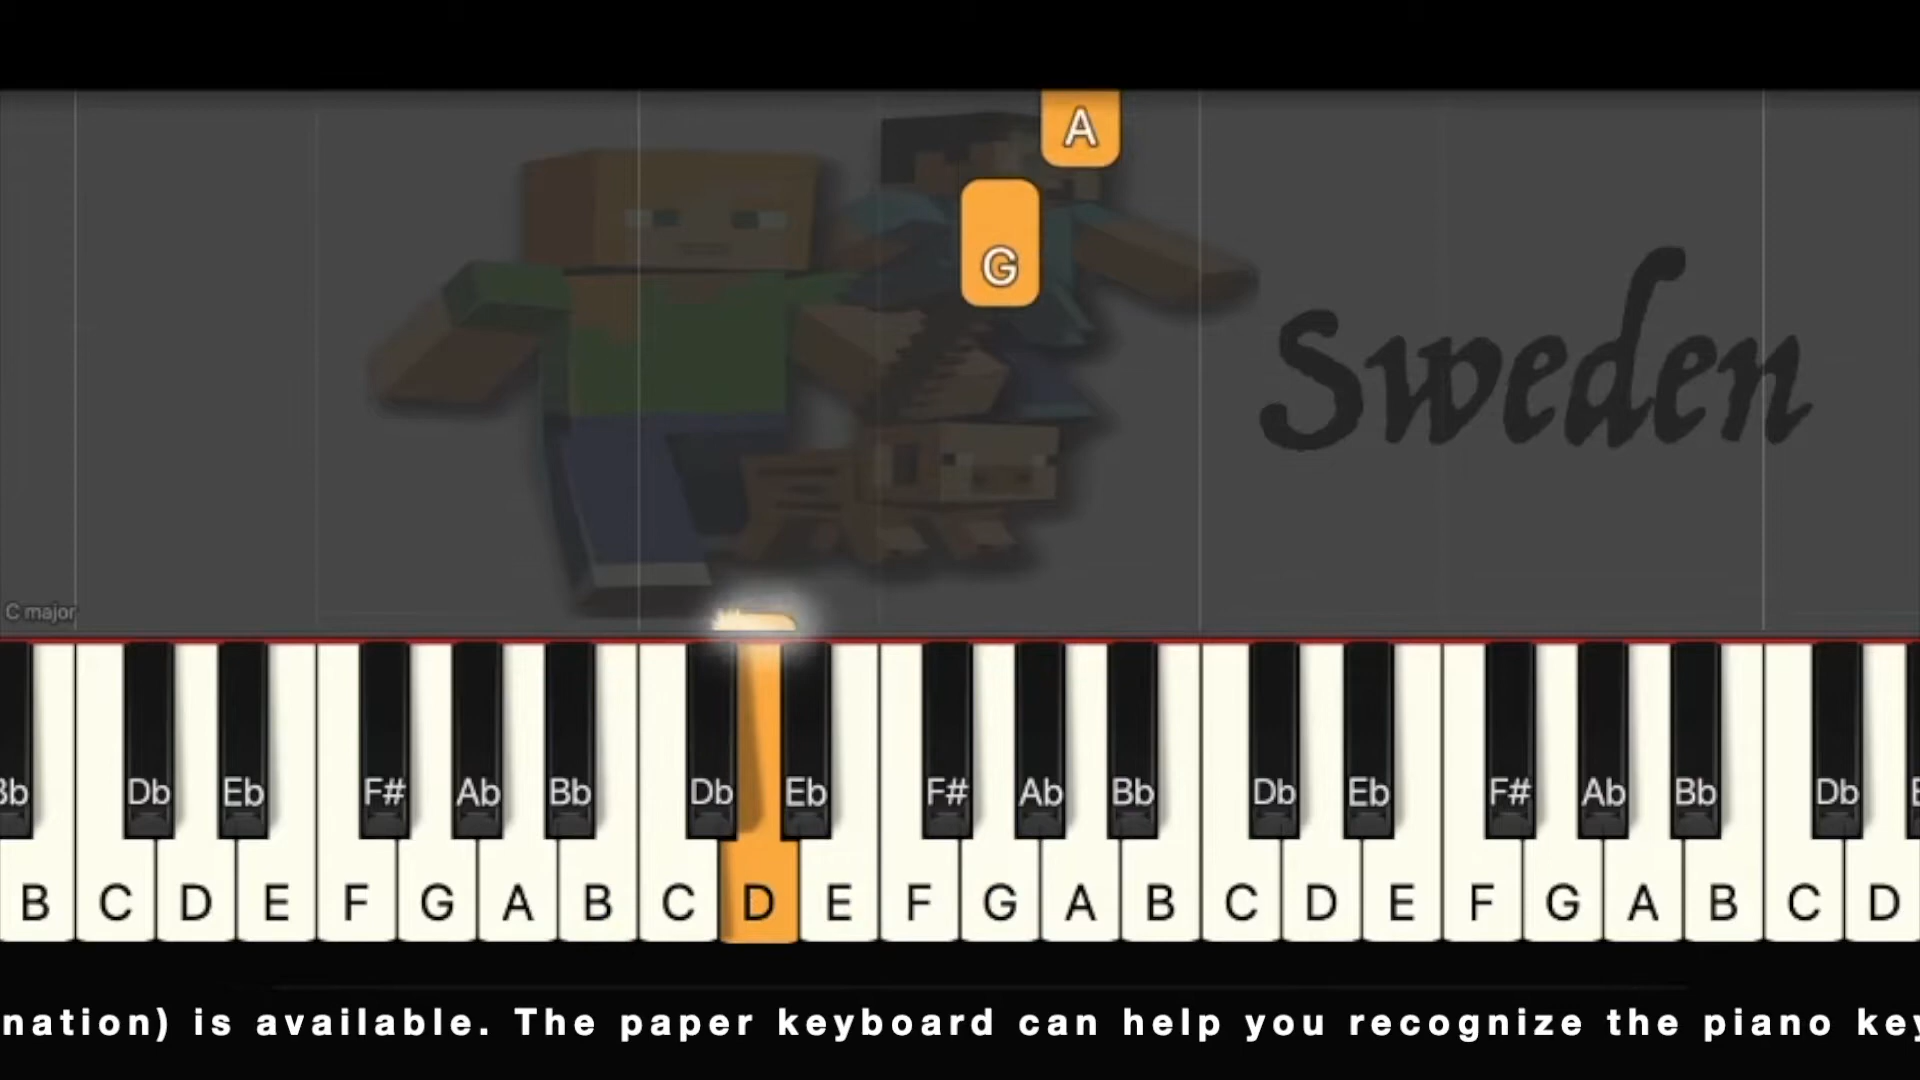 A
G
Sweden
C major
Bb Db Eb F# Ab Bb Db Eb F# Ab Bb Db Eb F# Ab Bb Db E
B C D E F G A B C D E F G A B C D E F G A B C D
nation) is available. The paper keyboard can help you recognize the piano key